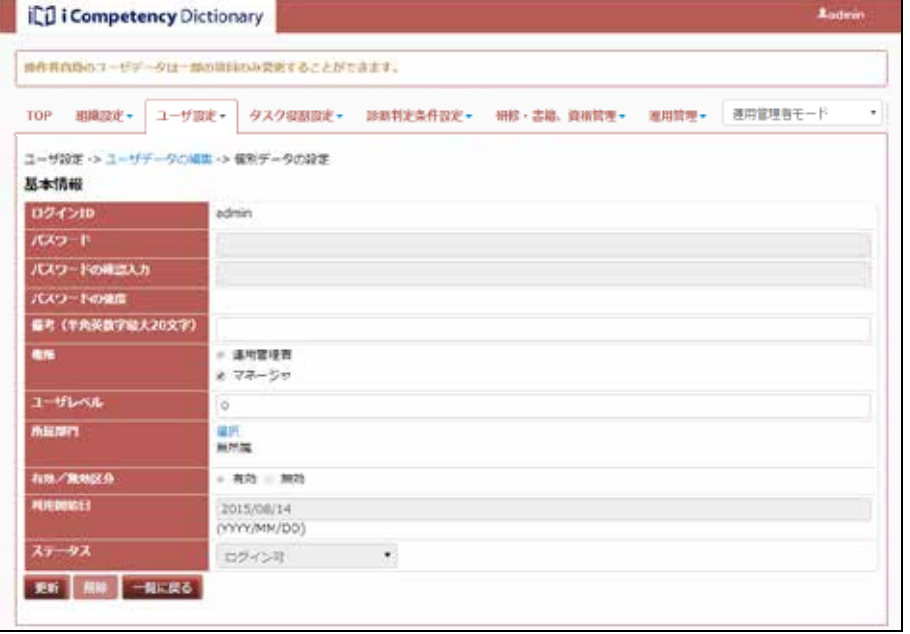 i Competency Dictionary
admin
操作者自身のユーザデータは一部の項目のみ変更することができます。
TOP 組織設定 ユーザ設定 タスク役割設定 診断判定条件設定 研修・書籍、資格管理 運用管理 運用管理者モード
ユーザ設定 -> ユーザデータの編集 -> 個別データの設定
基本情報
ログインID admin
パスワード
パスワードの確認入力
パスワードの強度
備考（半角英数字最大20文字）
権限 運用管理者
マネージャ
ユーザレベル 0
所属部門 選択
無所属
有効／無効区分 有効 無効
利用開始日 2015/08/14
(YYYY/MM/DD)
ステータス ログイン可
更新 削除 一覧に戻る